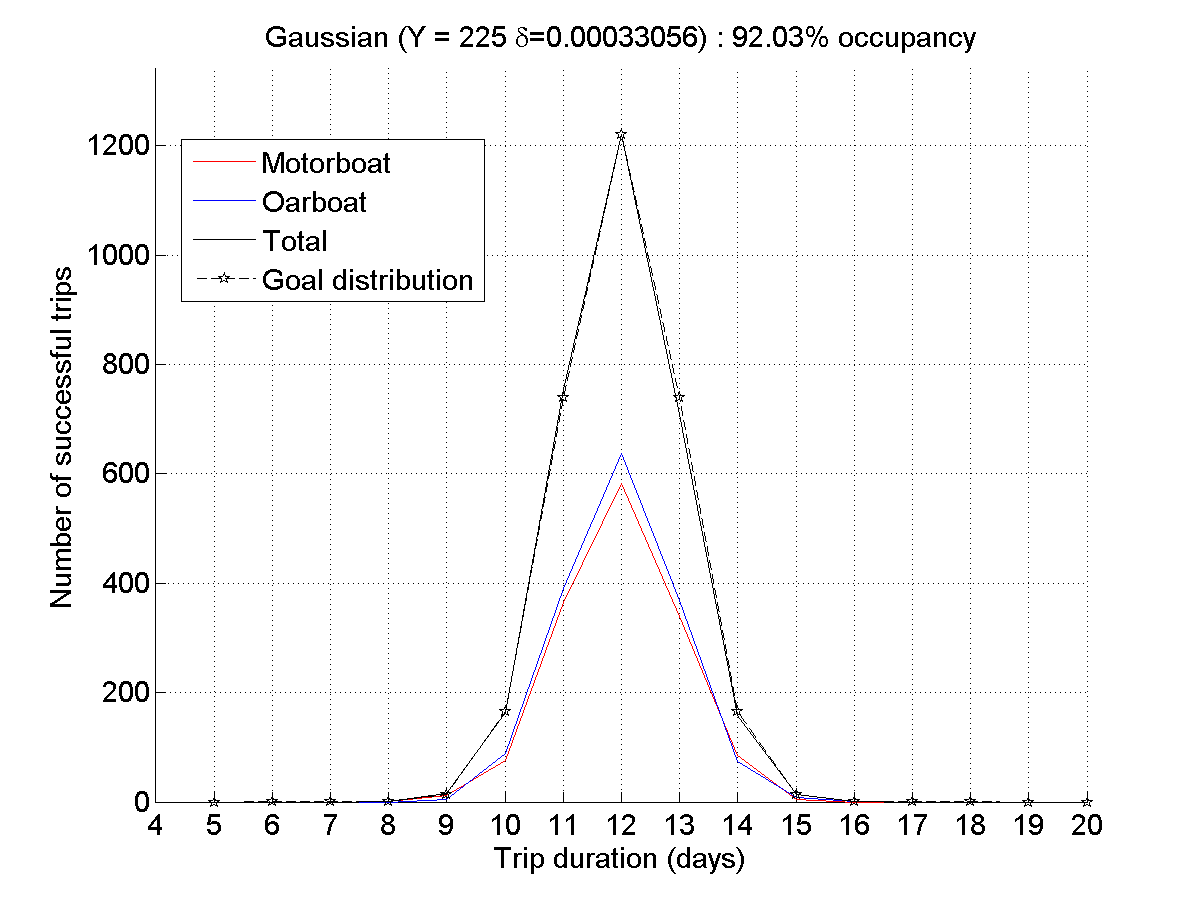 Gaussian (Y = 225 δ=0.00033056) : 92.03% occupancy
Motorboat
Oarboat
Total
Goal distribution
Number of successful trips
1200
1000
800
600
400
200
0
4 5 6 7 8 9 10 11 12 13 14 15 16 17 18 19 20
Trip duration (days)